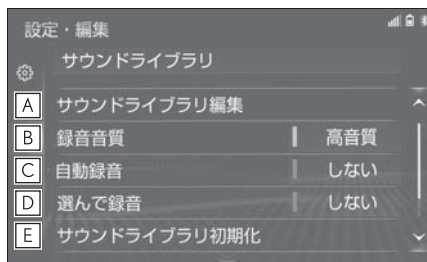 設定・編集
サウンドライブラリ
A サウンドライブラリ編集
B 録音音質 高音質
C 自動録音 しない
D 選んで録音 しない
E サウンドライブラリ初期化